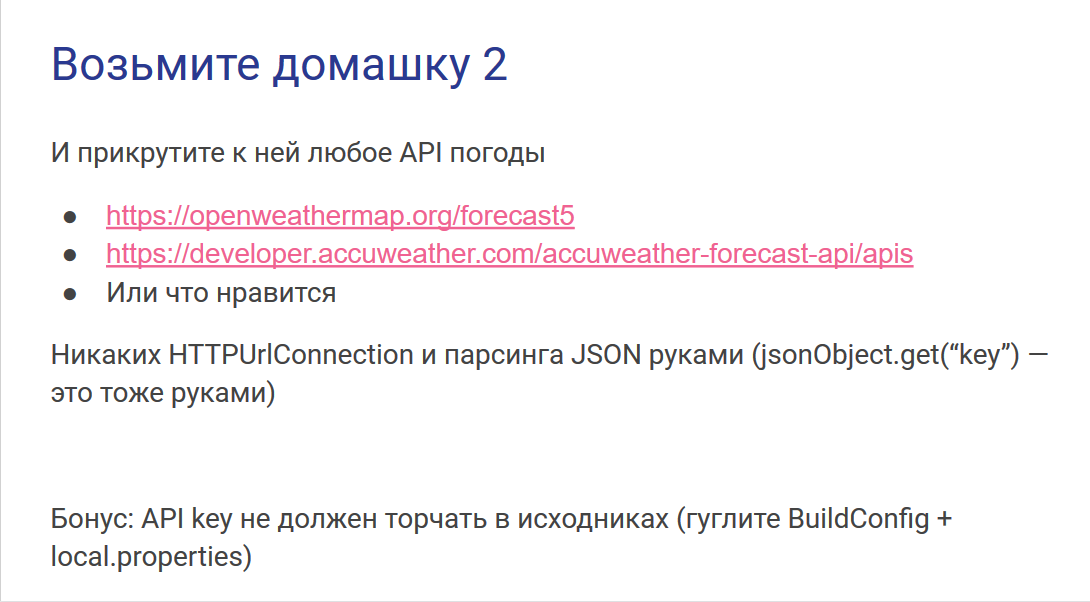 Возьмите домашку 2
И прикрутите к ней любое API погоды
● https://openweathermap.org/forecast5
● https://developer.accuweather.com/accuweather-forecast-api/apis
● Или что нравится
Никаких HTTPUrlConnection и парсинга JSON руками (jsonObject.get(“key”) —
это тоже руками)
Бонус: API key не должен торчать в исходниках (гуглите BuildConfig +
local.properties)